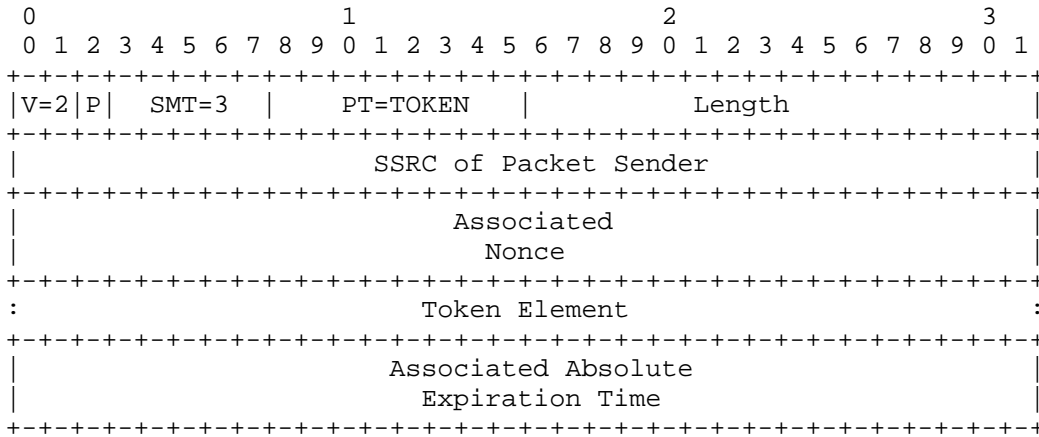 0                   1                   2                   3
 0 1 2 3 4 5 6 7 8 9 0 1 2 3 4 5 6 7 8 9 0 1 2 3 4 5 6 7 8 9 0 1
+-+-+-+-+-+-+-+-+-+-+-+-+-+-+-+-+-+-+-+-+-+-+-+-+-+-+-+-+-+-+-+-+
|V=2|P|  SMT=3  |    PT=TOKEN   |          Length               |
+-+-+-+-+-+-+-+-+-+-+-+-+-+-+-+-+-+-+-+-+-+-+-+-+-+-+-+-+-+-+-+-+
|                      SSRC of Packet Sender                    |
+-+-+-+-+-+-+-+-+-+-+-+-+-+-+-+-+-+-+-+-+-+-+-+-+-+-+-+-+-+-+-+-+
|                           Associated                          |
|                             Nonce                             |
+-+-+-+-+-+-+-+-+-+-+-+-+-+-+-+-+-+-+-+-+-+-+-+-+-+-+-+-+-+-+-+-+
:                         Token Element                         :
+-+-+-+-+-+-+-+-+-+-+-+-+-+-+-+-+-+-+-+-+-+-+-+-+-+-+-+-+-+-+-+-+
|                       Associated Absolute                     |
|                         Expiration Time                       |
+-+-+-+-+-+-+-+-+-+-+-+-+-+-+-+-+-+-+-+-+-+-+-+-+-+-+-+-+-+-+-+-+